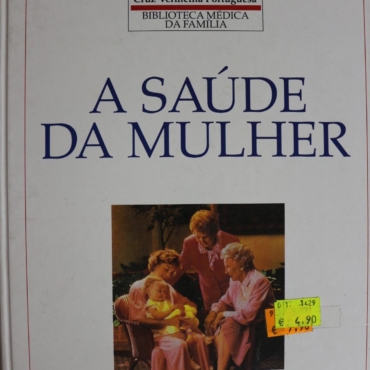 Cruz Vermelha Portuguesa
BIBLIOTECA MÉDICA
DA FAMÍLIA
A SAÚDE
DA MULHER
€ 4,90